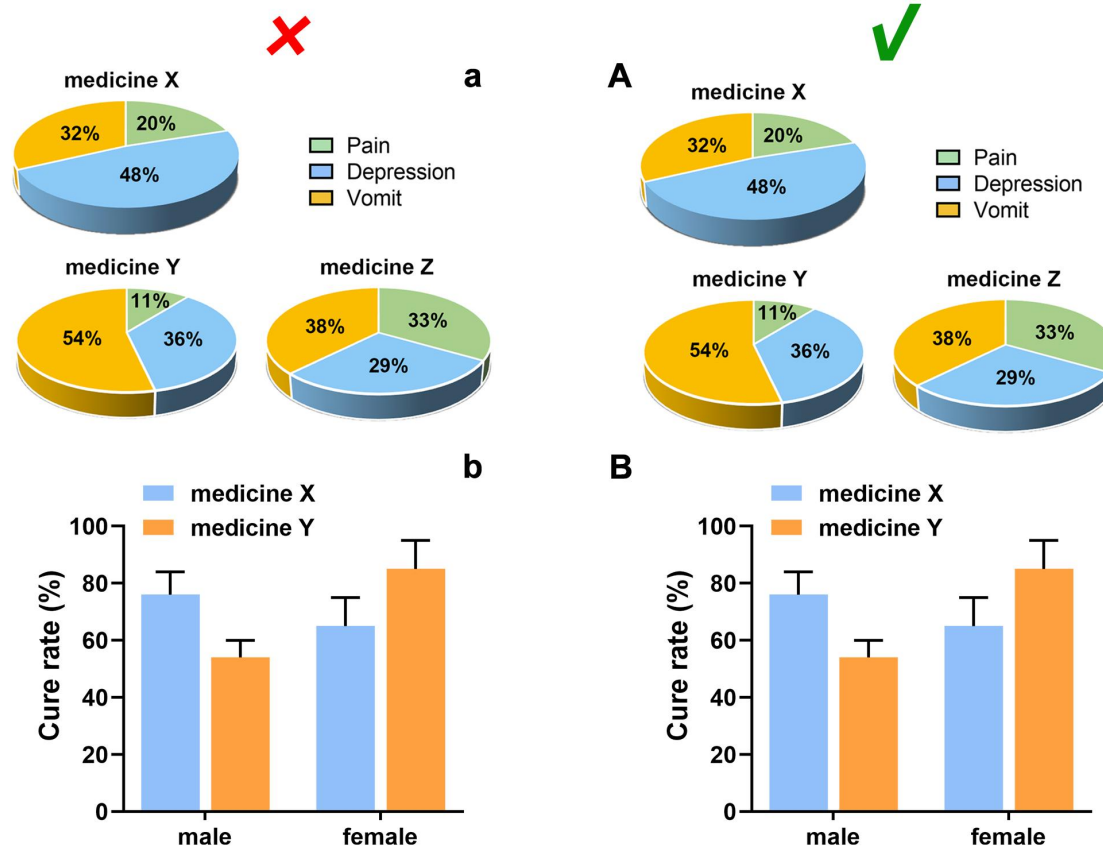 a
medicine X
32%
20%
48%
Pain
Depression
Vomit
medicine Y
11%
54%
36%
medicine Z
38%
33%
29%
b
medicine X
medicine Y
Cure rate (%)
100
80
60
40
20
0
male
female
A
medicine X
32%
20%
48%
Pain
Depression
Vomit
medicine Y
11%
54%
36%
medicine Z
38%
33%
29%
B
medicine X
medicine Y
Cure rate (%)
100
80
60
40
20
0
male
female